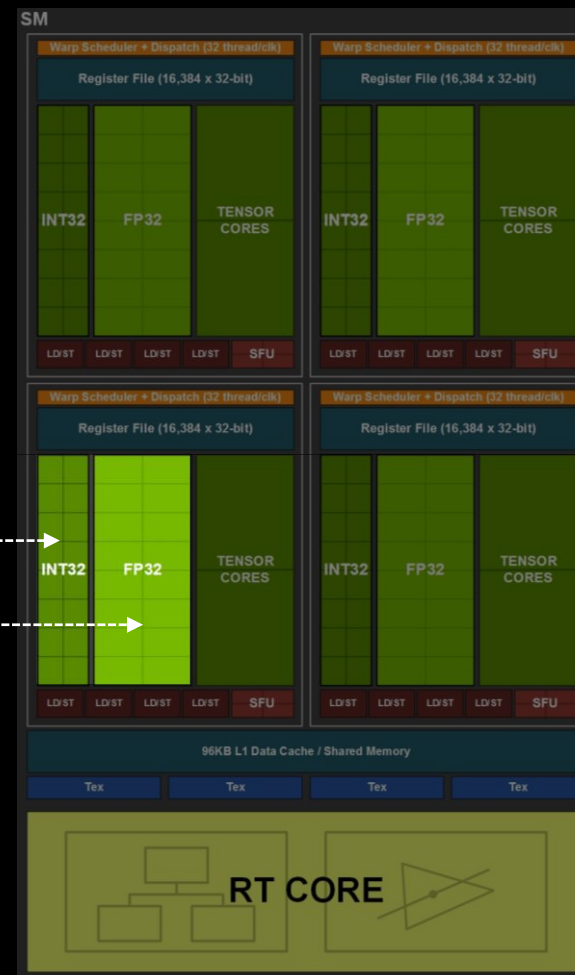 SM
Warp Scheduler + Dispatch (32 thread/clk)
Register File (16,384 x 32-bit)
INT32
FP32
TENSOR
CORES
LD/ST LD/ST LD/ST LD/ST SFU
Warp Scheduler + Dispatch (32 thread/clk)
Register File (16,384 x 32-bit)
INT32
FP32
TENSOR
CORES
LD/ST LD/ST LD/ST LD/ST SFU
Warp Scheduler + Dispatch (32 thread/clk)
Register File (16,384 x 32-bit)
INT32
FP32
TENSOR
CORES
LD/ST LD/ST LD/ST LD/ST SFU
Warp Scheduler + Dispatch (32 thread/clk)
Register File (16,384 x 32-bit)
INT32
FP32
TENSOR
CORES
LD/ST LD/ST LD/ST LD/ST SFU
96KB L1 Data Cache / Shared Memory
Tex Tex Tex Tex
RT CORE